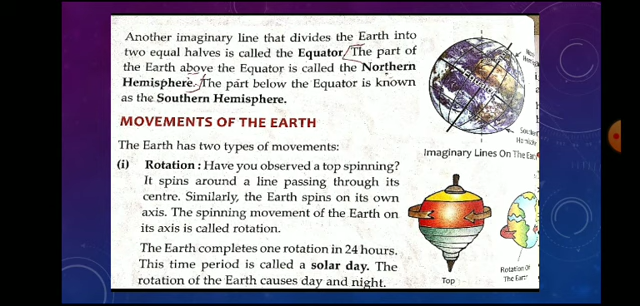 Another imaginary line that divides the Earth into
two equal halves is called the Equator. The part of
the Earth above the Equator is called the Northern
Hemisphere. The part below the Equator is known
as the Southern Hemisphere.
MOVEMENTS OF THE EARTH
The Earth has two types of movements:
(i) Rotation : Have you observed a top spinning?
It spins around a line passing through its
centre. Similarly, the Earth spins on its own
axis. The spinning movement of the Earth on
its axis is called rotation.
The Earth completes one rotation in 24 hours.
This time period is called a solar day. The
rotation of the Earth causes day and night.
Equator
Imaginary Lines On The
Top
Rotation Of
The Earth